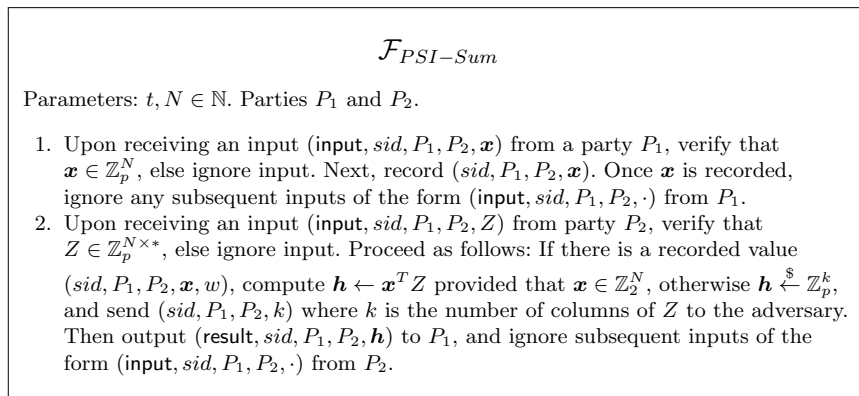 ℱ_{PSI−Sum}
Parameters: t, N ∈ ℕ. Parties P₁ and P₂.
1. Upon receiving an input (input, sid, P₁, P₂, 𝒙) from a party P₁, verify that
𝒙 ∈ ℤ_p^N, else ignore input. Next, record (sid, P₁, P₂, 𝒙). Once 𝒙 is recorded,
ignore any subsequent inputs of the form (input, sid, P₁, P₂, ·) from P₁.
2. Upon receiving an input (input, sid, P₁, P₂, Z) from party P₂, verify that
Z ∈ ℤ_p^{N×∗}, else ignore input. Proceed as follows: If there is a recorded value
(sid, P₁, P₂, 𝒙, w), compute 𝒉 ← 𝒙^T Z provided that 𝒙 ∈ ℤ_2^N, otherwise 𝒉 ←$ ℤ_p^k,
and send (sid, P₁, P₂, k) where k is the number of columns of Z to the adversary.
Then output (result, sid, P₁, P₂, 𝒉) to P₁, and ignore subsequent inputs of the
form (input, sid, P₁, P₂, ·) from P₂.